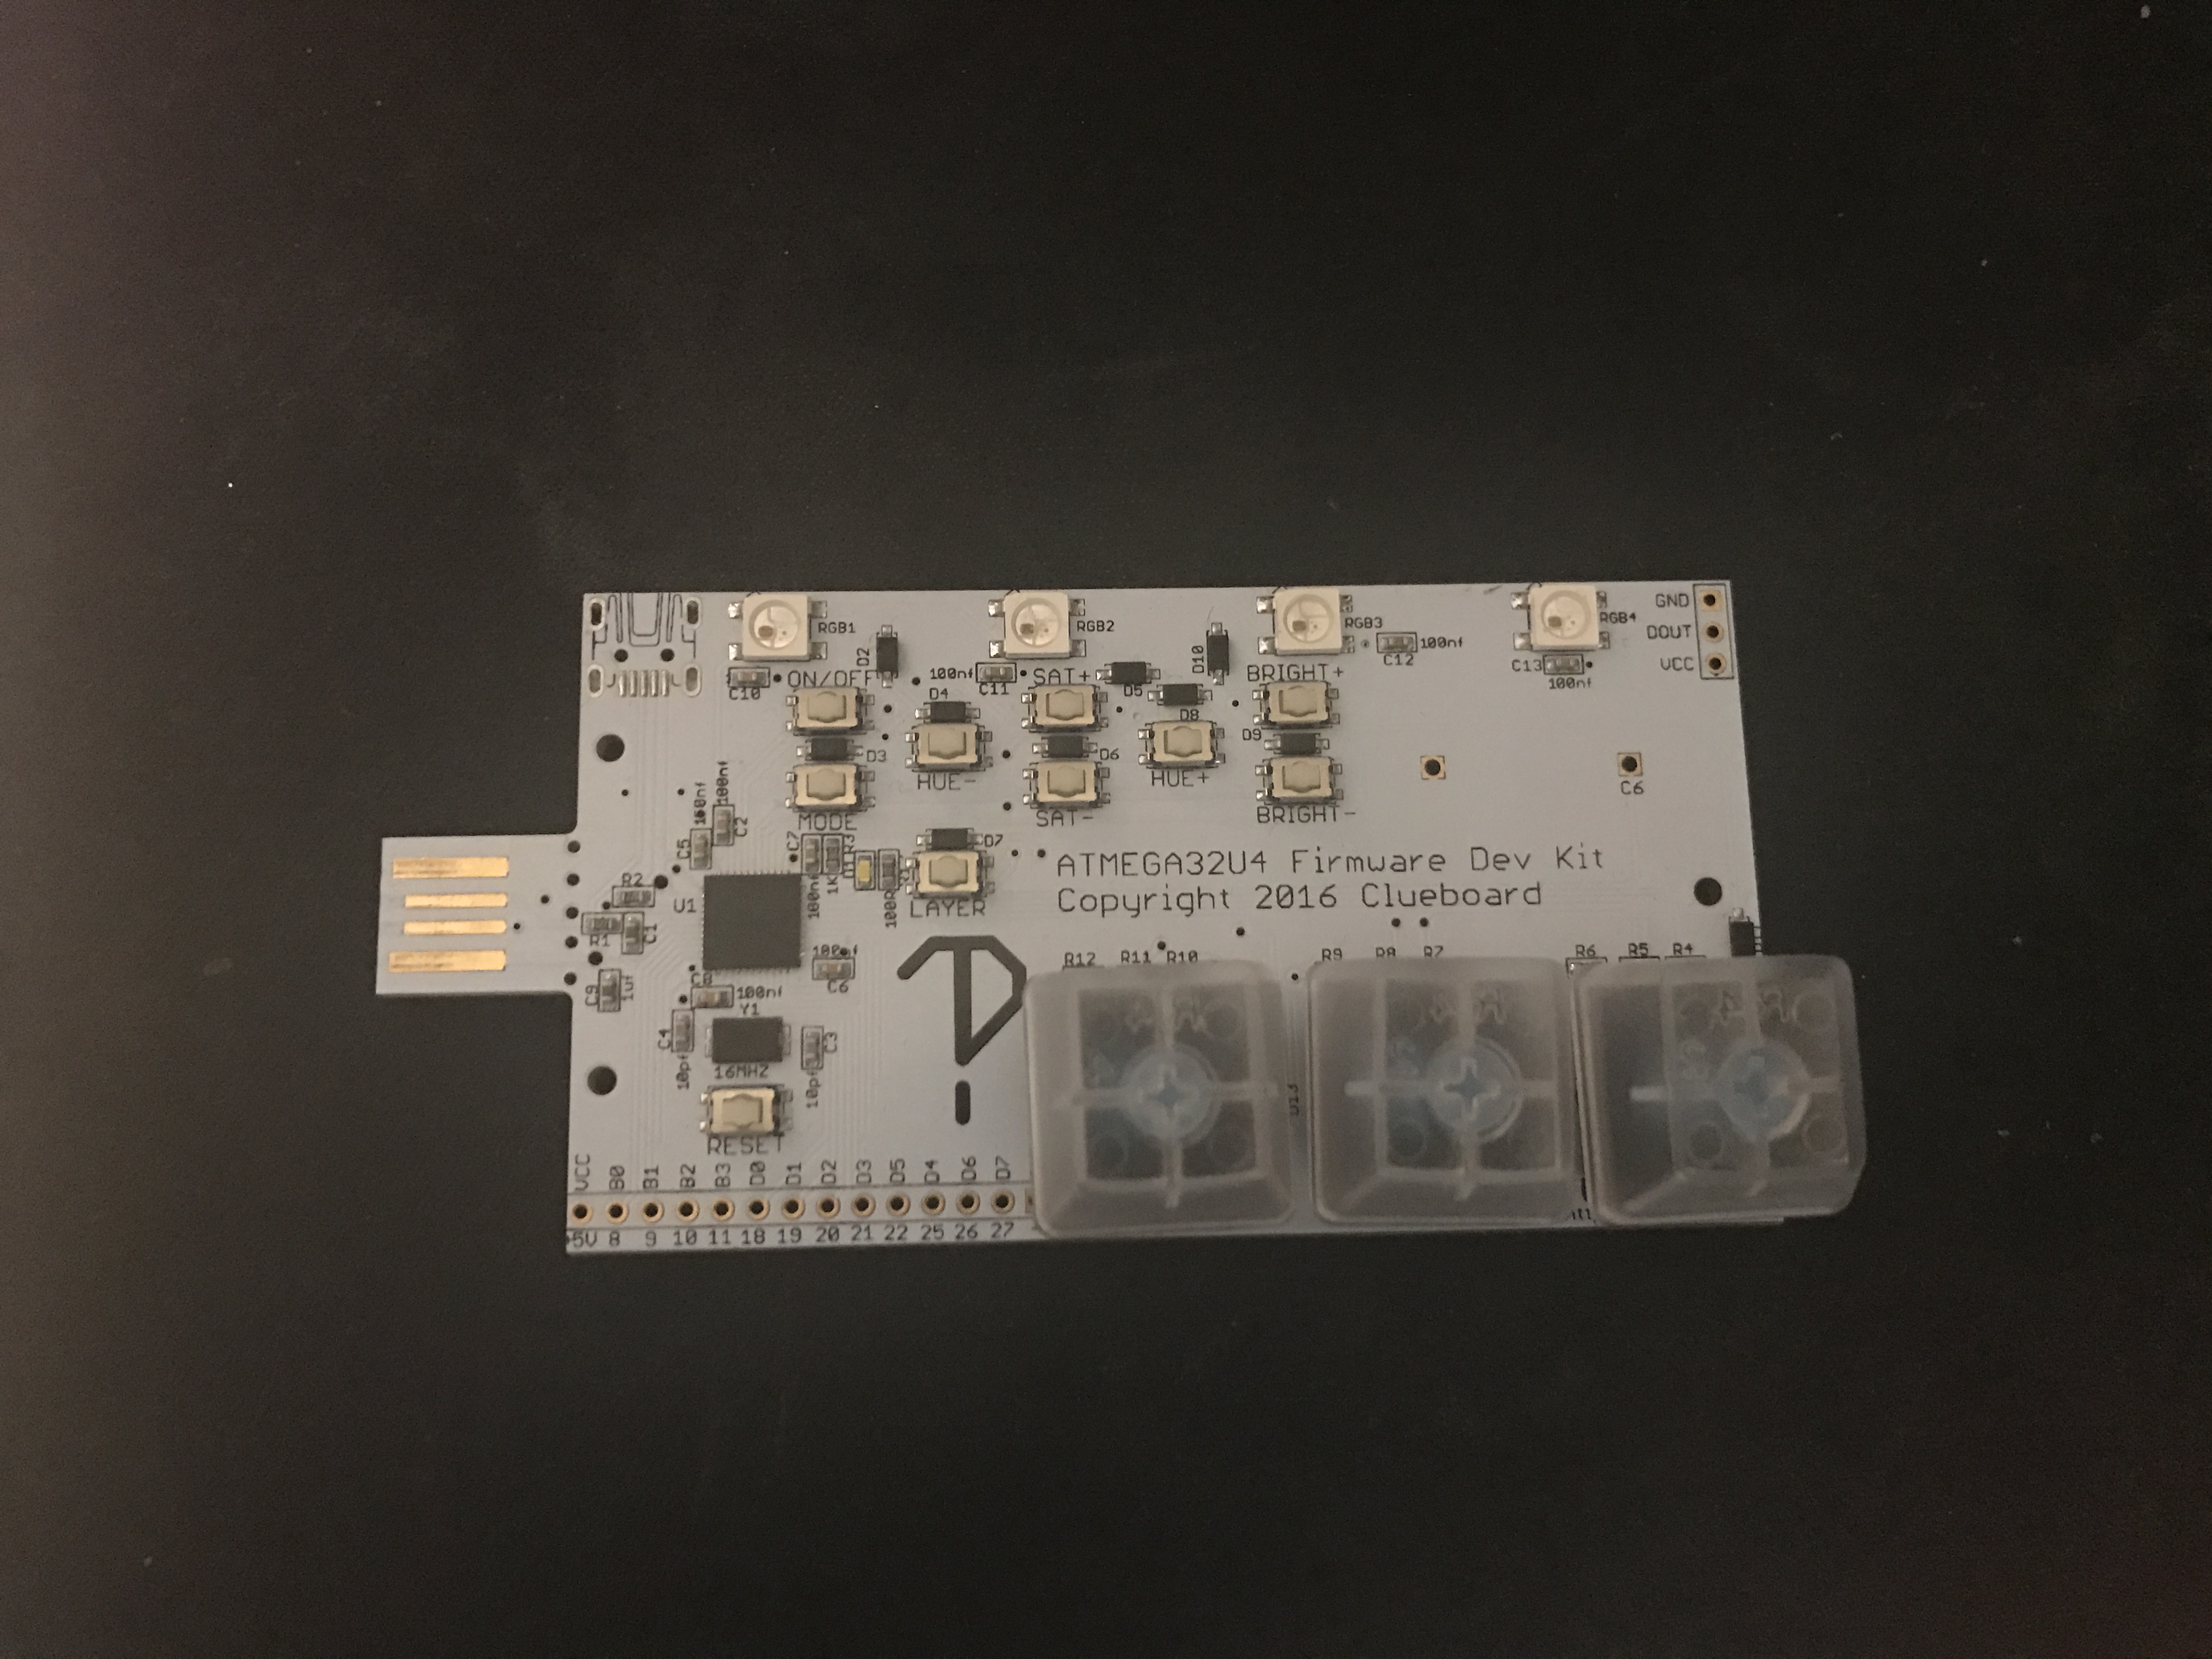 GND
RGB1
RGB2
RGB3
RGB4
DOUT
D2
D10
100nf
C12
VCC
C10
ON/OFF
100nf
C11
SAT+
D5
BRIGHT+
C13
100nf
D4
D8
D3
D6
D9
HUE-
HUE+
C6
MODE
SAT-
BRIGHT-
100nf
C2
C5
C7
R3
1K
D7
100nf
ATMEGA32U4 Firmware Dev Kit
Copyright 2016 Clueboard
R2
U1
LAYER
R1
C1
100nf
C6
R12
R11
R10
R9
R8
R7
R6
R5
R4
C9
1uf
C8
100nf
Y1
C4
10pf
C3
10pf
16MHZ
RESET
VCC
B0
B1
B2
B3
D0
D1
D2
D3
D5
D4
D6
D7
5V 8 9 10 11 18 19 20 21 22 25 26 27